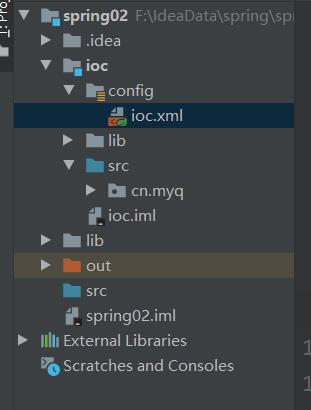 1: Pro
spring02 F:\IdeaData\spring\sp
.idea
ioc
config
ioc.xml
lib
src
cn.myq
ioc.iml
lib
out
src
spring02.iml
External Libraries
Scratches and Consoles
1
1